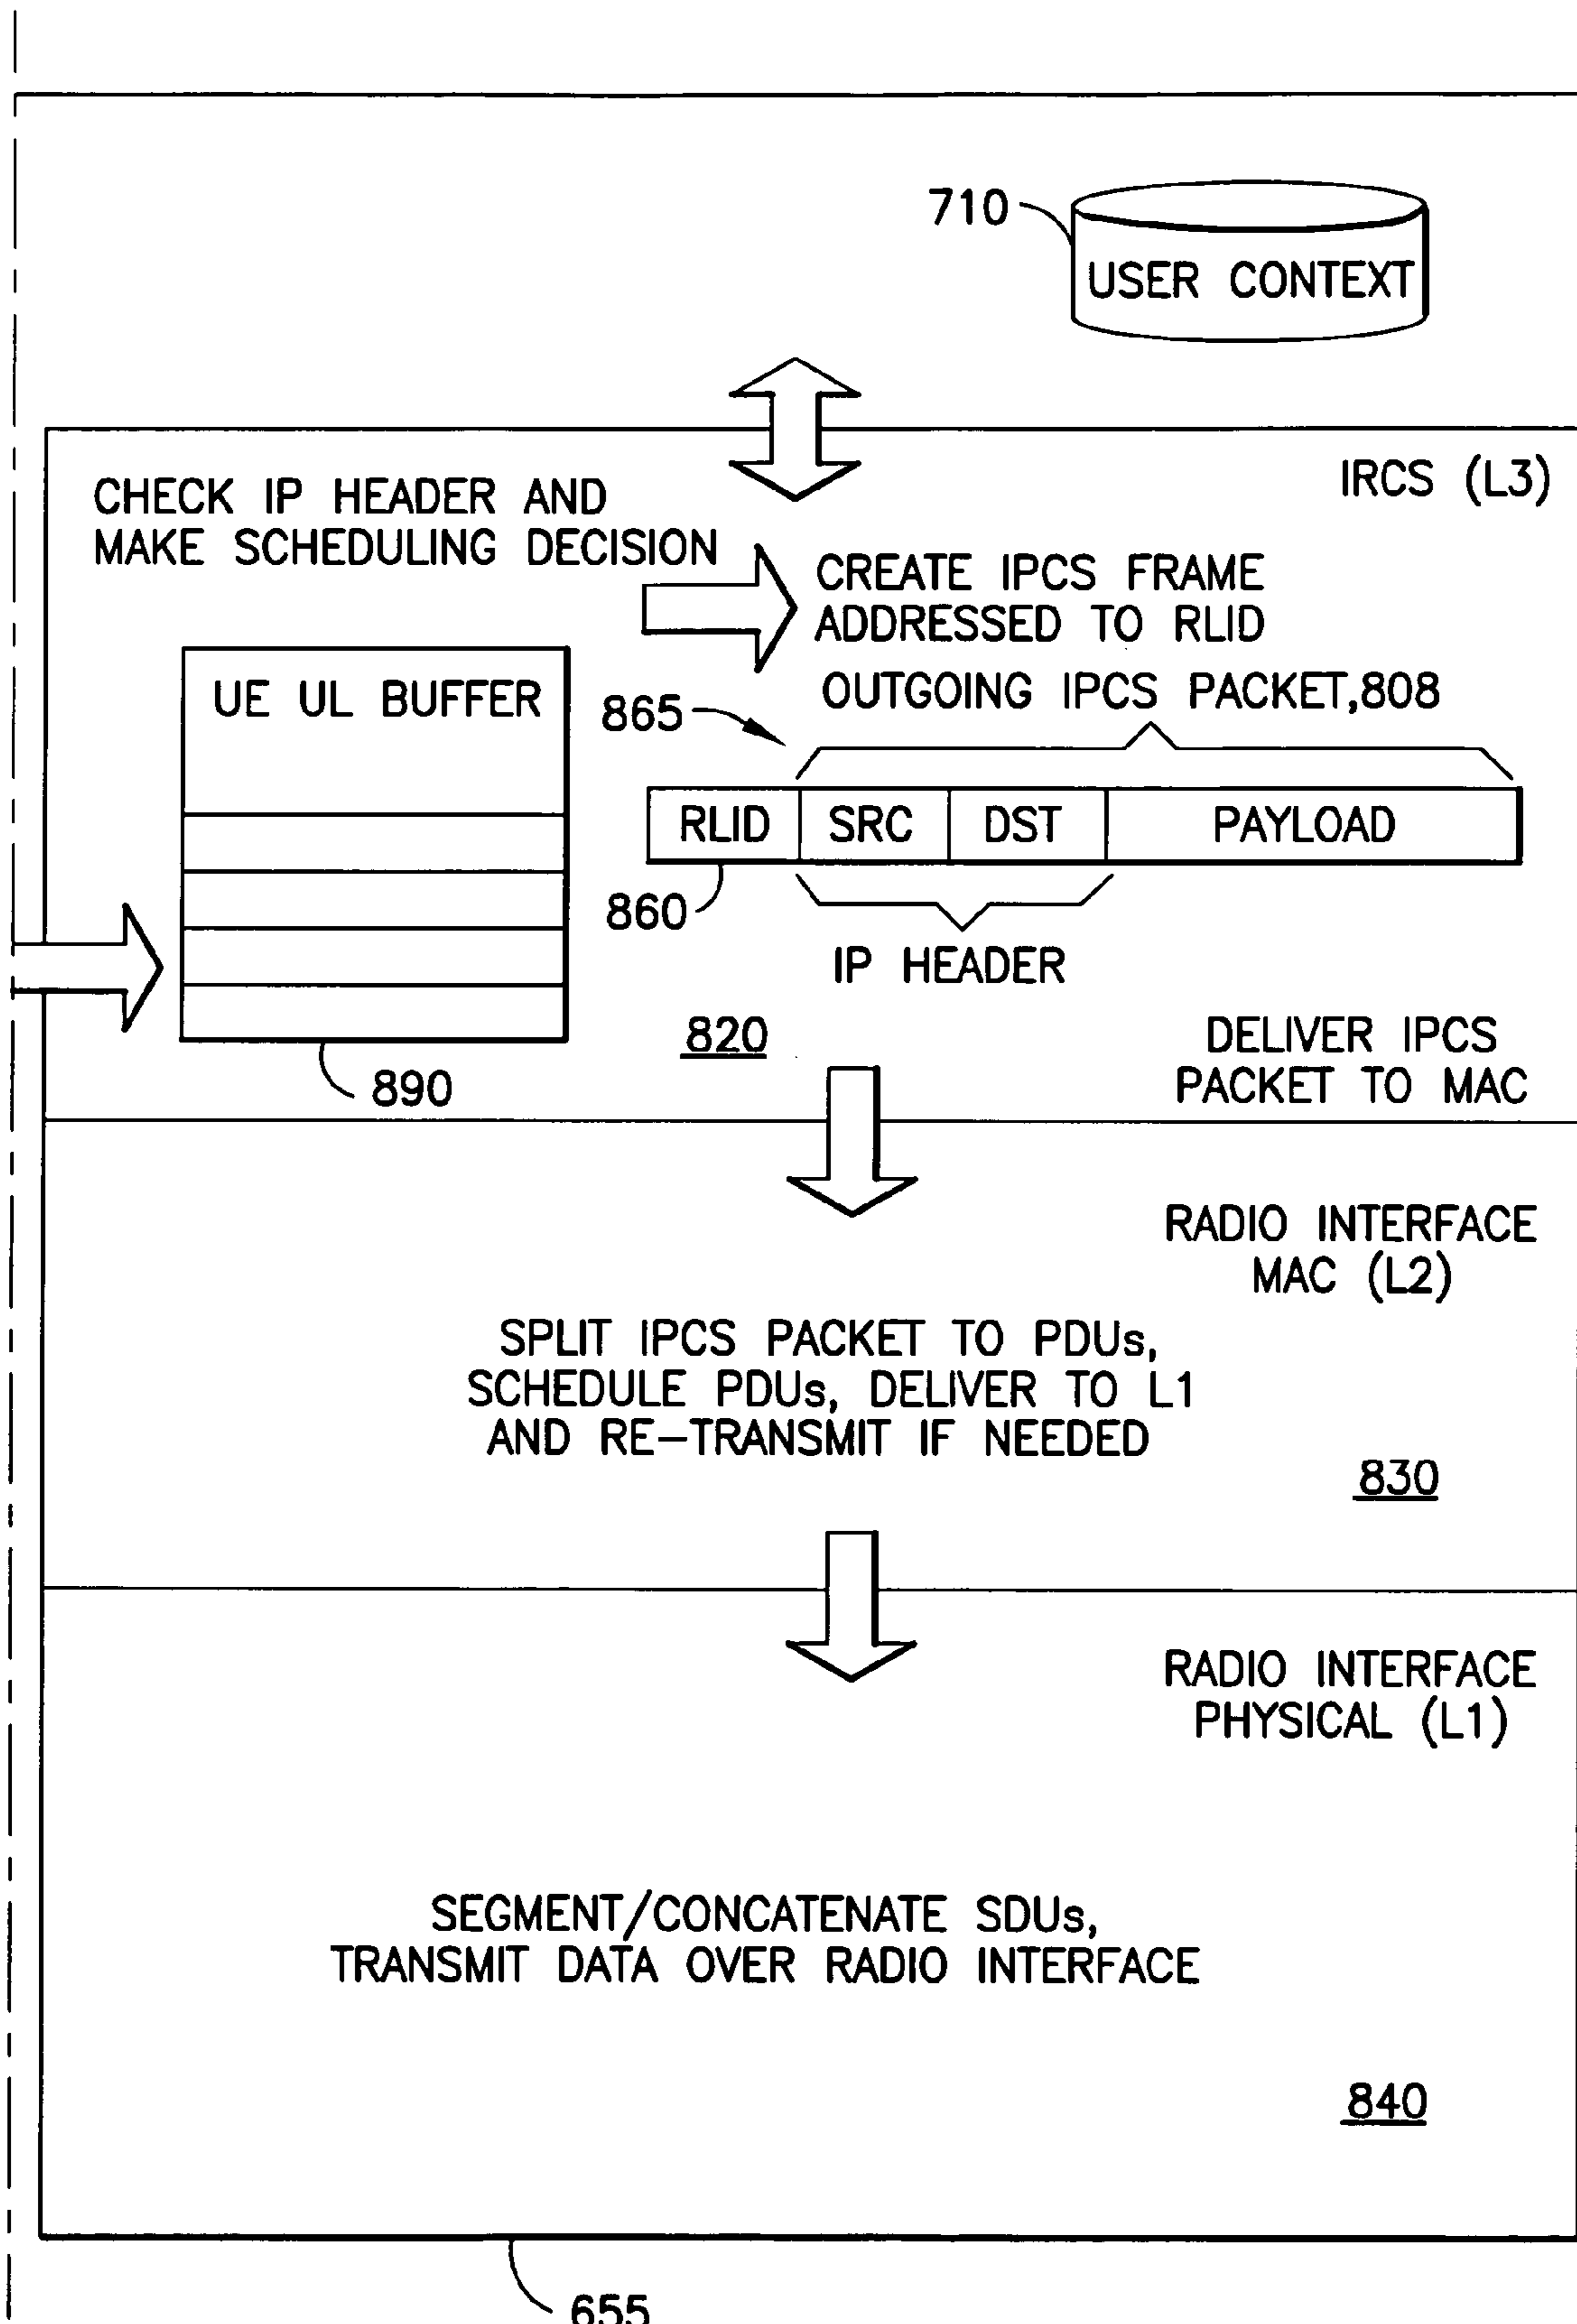 710
USER CONTEXT
IRCS (L3)
CHECK IP HEADER AND
MAKE SCHEDULING DECISION
CREATE IPCS FRAME
ADDRESSED TO RLID
UE UL BUFFER
865
OUTGOING IPCS PACKET,808
RLID SRC DST PAYLOAD
860
IP HEADER
820
890
DELIVER IPCS
PACKET TO MAC
RADIO INTERFACE
MAC (L2)
SPLIT IPCS PACKET TO PDUs,
SCHEDULE PDUs, DELIVER TO L1
AND RE-TRANSMIT IF NEEDED
830
RADIO INTERFACE
PHYSICAL (L1)
SEGMENT/CONCATENATE SDUs,
TRANSMIT DATA OVER RADIO INTERFACE
840
655